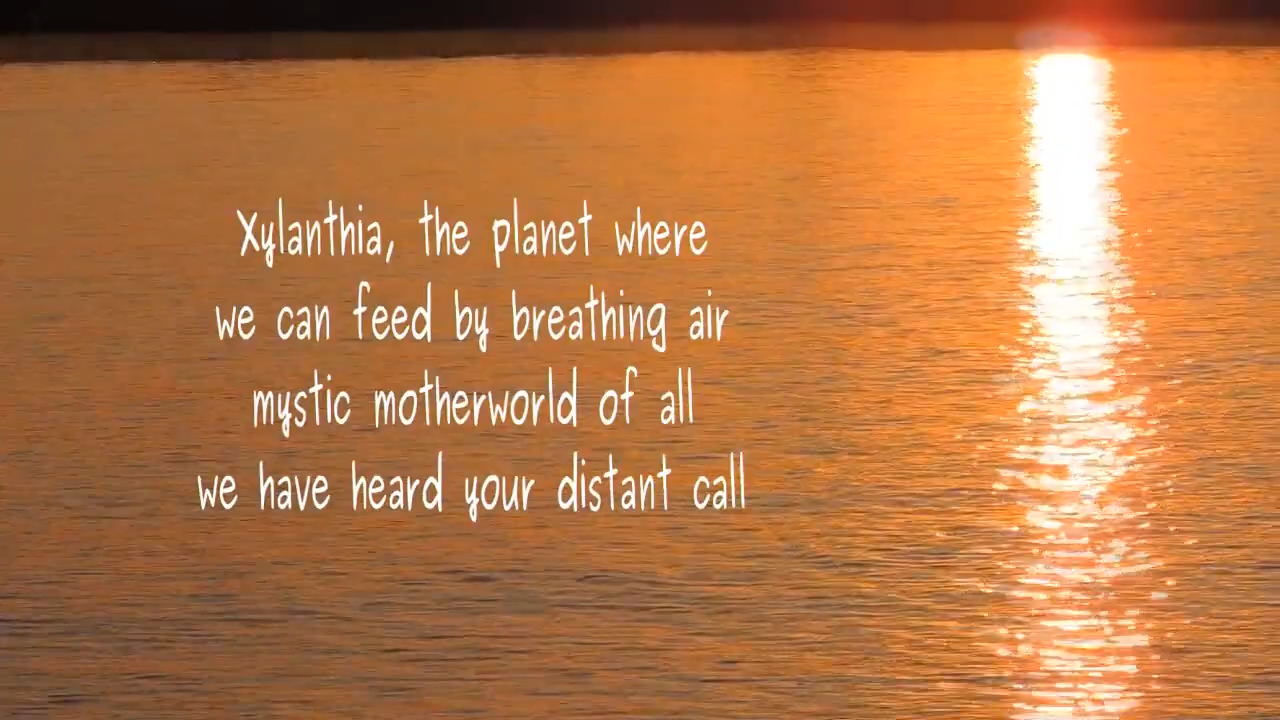 Xylanthia, the planet where
we can feed by breathing air
mystic motherworld of all
we have heard your distant call